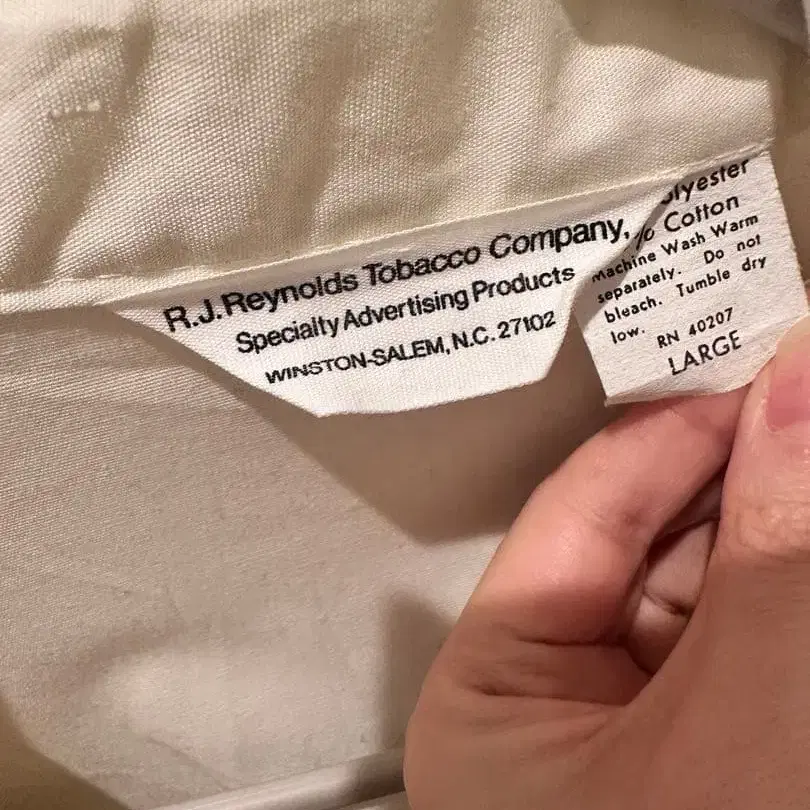 R.J.Reynolds Tobacco Company,
Specialty Advertising Products
WINSTON-SALEM, N.C. 27102
Cotton
Machine Wash Warm
separately. Do not
bleach. Tumble dry
low.
RN 40207
LARGE